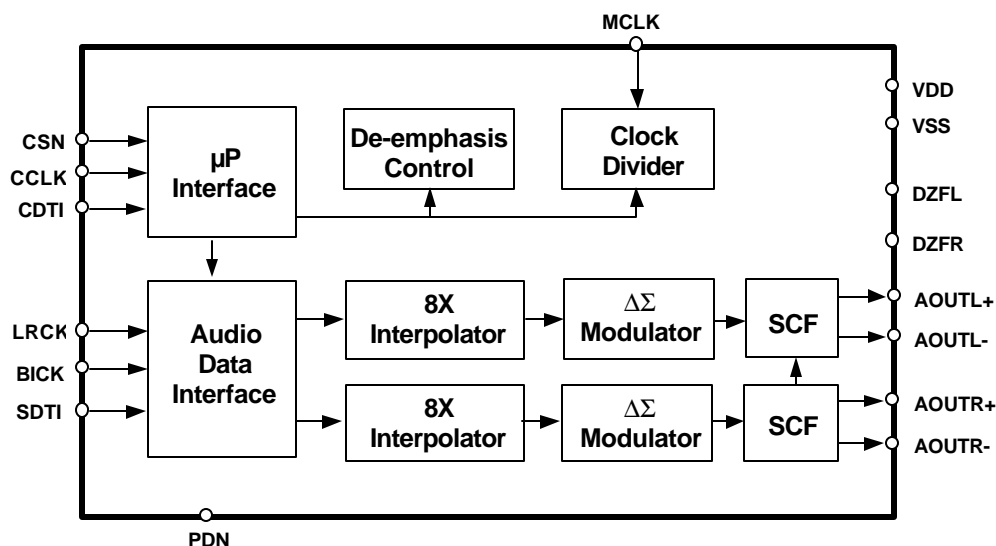 MCLK
VDD
VSS
DZFL
DZFR
CSN
CCLK
CDTI
µP
Interface
De-emphasis
Control
Clock
Divider
LRCK
BICK
SDTI
Audio
Data
Interface
8X
Interpolator
ΔΣ
Modulator
SCF
AOUTL+
AOUTL-
8X
Interpolator
ΔΣ
Modulator
SCF
AOUTR+
AOUTR-
PDN